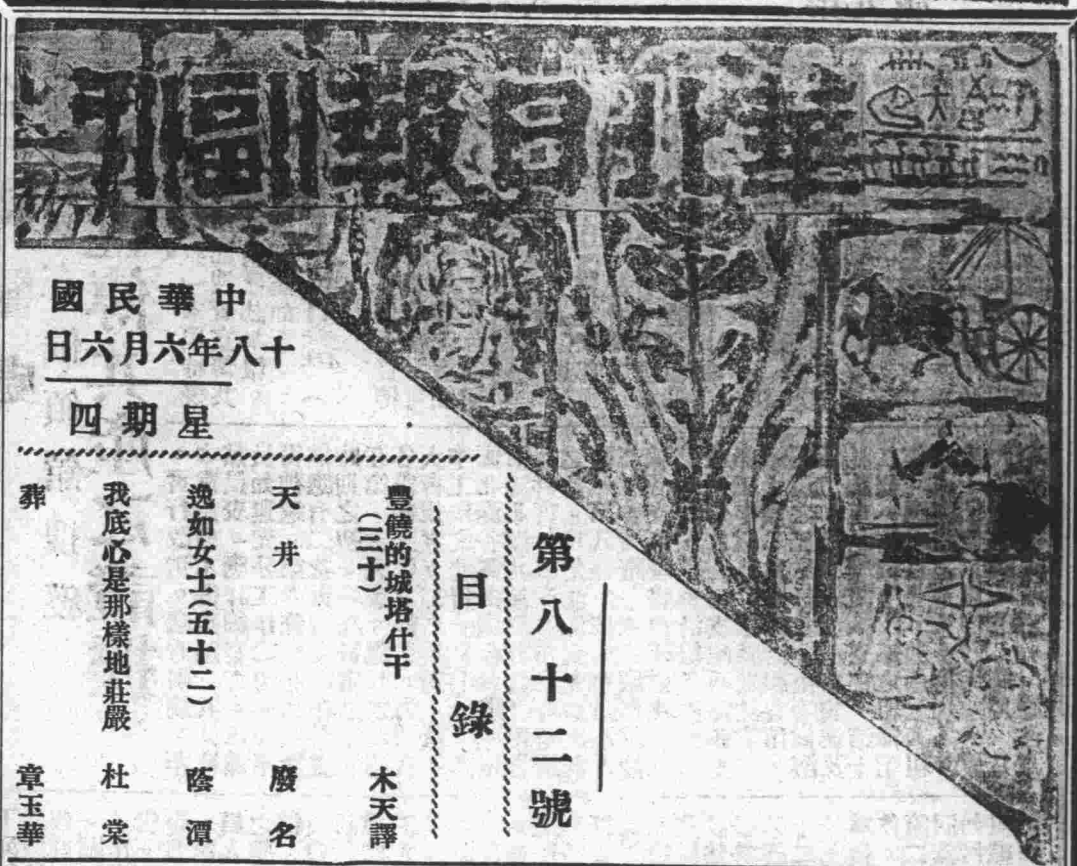 華北日報副刊
中華民國
十八年六月六日
星期四
第八十二號
目錄
豐饒的城塔什干
(三十)
木天譯
天井
廢名
逸如女士(五十二)
蔭潭
我底心是那樣地莊嚴
杜棠
葬
章玉華